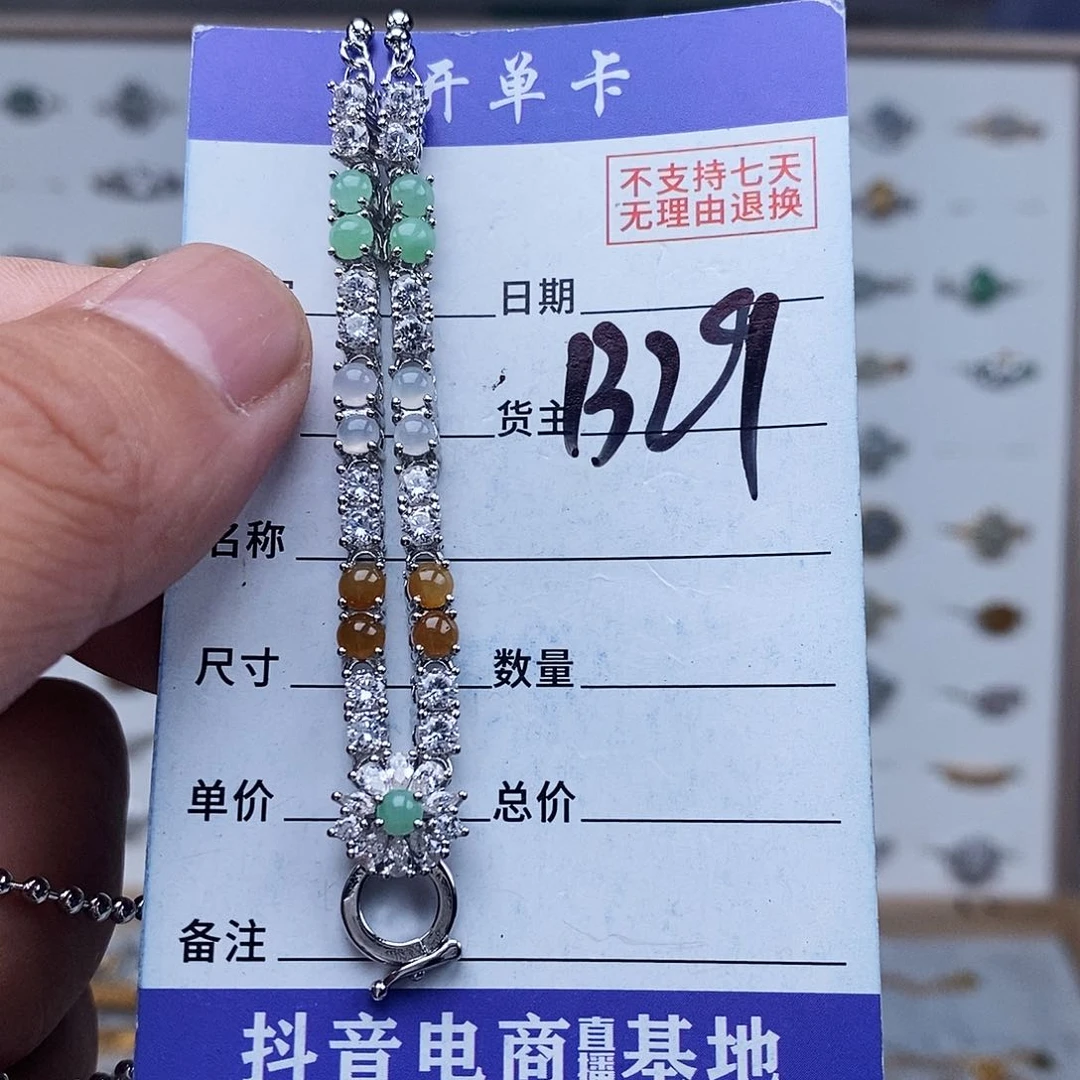 开单卡
不支持七天
无理由退换
日期
货主 B29
名称
尺寸 数量
单价 总价
备注
抖音电商直播基地